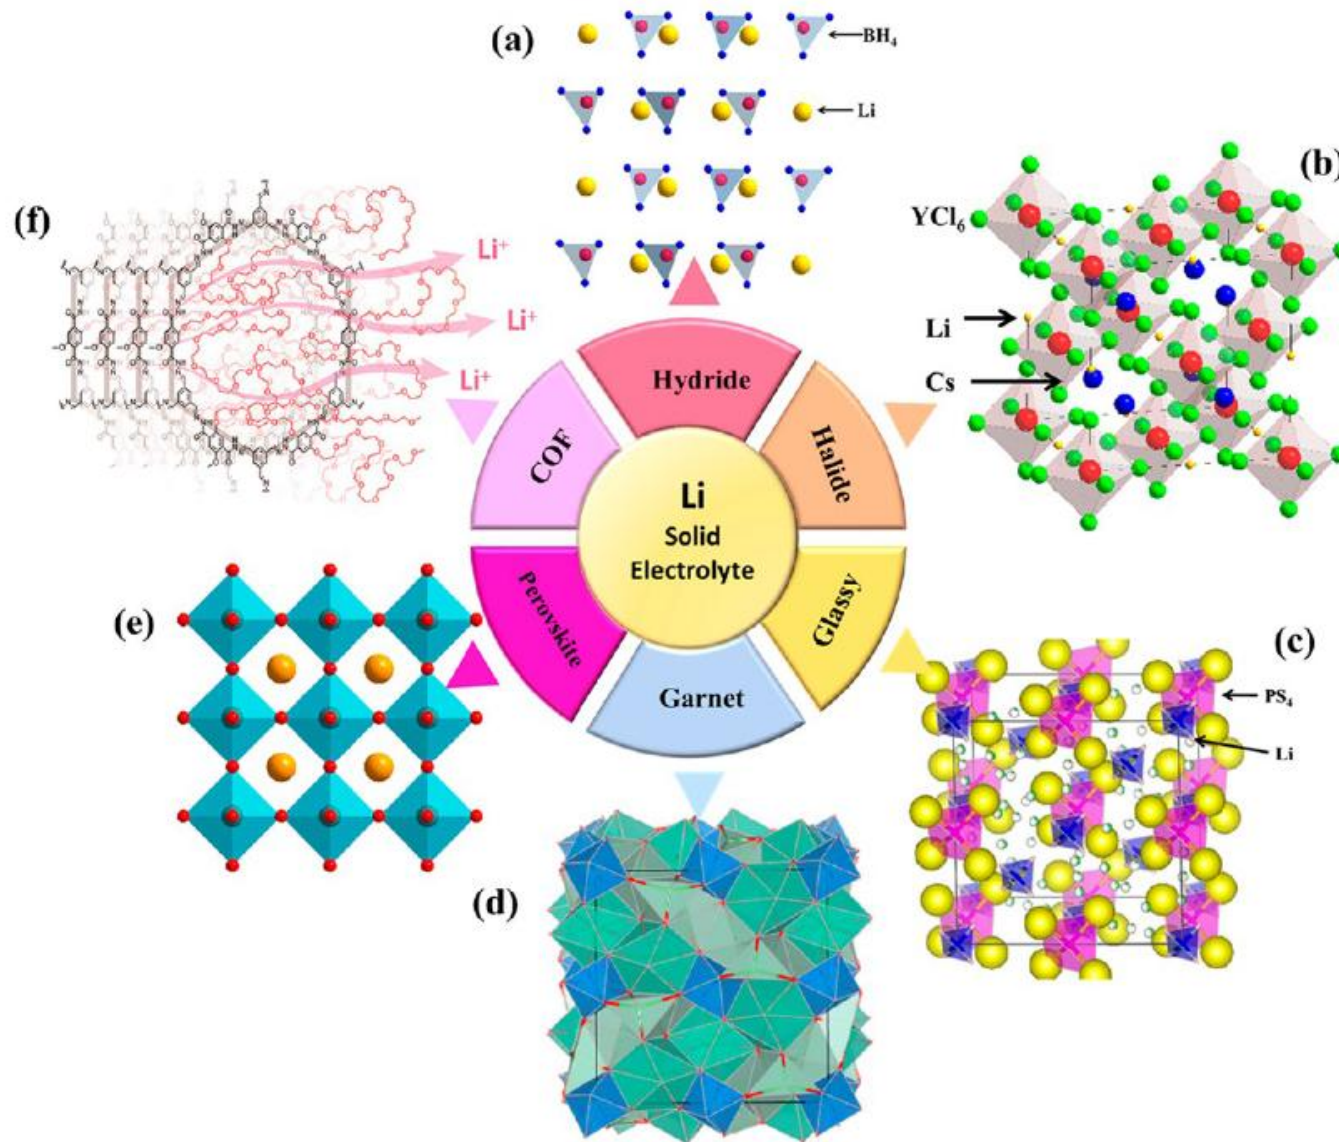 (a)
BH₄
Li
(b)
YCl₆
Li
Cs
(f)
Li⁺
Li⁺
Li⁺
Hydride
COF
Halide
Li
Solid
Electrolyte
Perovskite
Glassy
Garnet
(e)
(c)
PS₄
Li
(d)